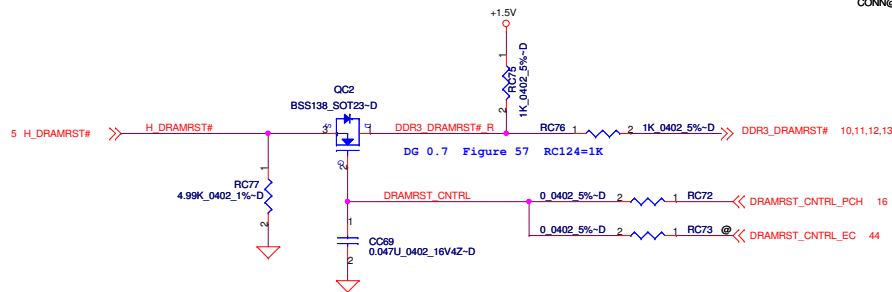 CONN@
+1.5V
1
RC75
1K_0402_5%~D
2
QC2
BSS138_SOT23~D
5 H_DRAMRST#
H_DRAMRST#
3
S
D
1
G
2
DDR3_DRAMRST#_R
RC76 1
2 1K_0402_5%~D
DDR3_DRAMRST# 10,11,12,13
DG 0.7 Figure 57 RC124=1K
1
RC77
4.99K_0402_1%~D
2
DRAMRST_CNTRL
0_0402_5%~D 2
1 RC72
DRAMRST_CNTRL_PCH 16
0_0402_5%~D 2
1 RC73 @
DRAMRST_CNTRL_EC 44
1
CC69
0.047U_0402_16V4Z~D
2